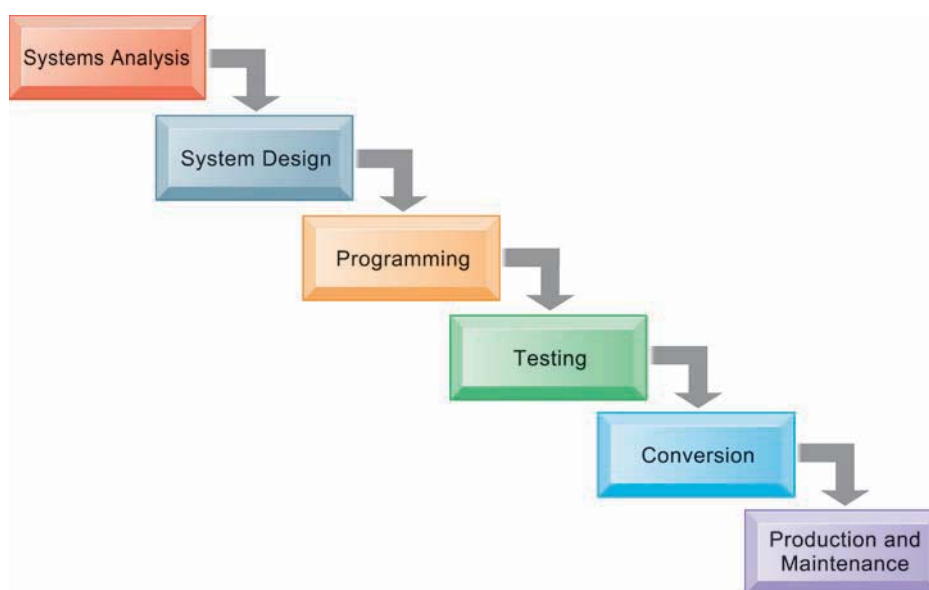 Systems Analysis
System Design
Programming
Testing
Conversion
Production and
Maintenance